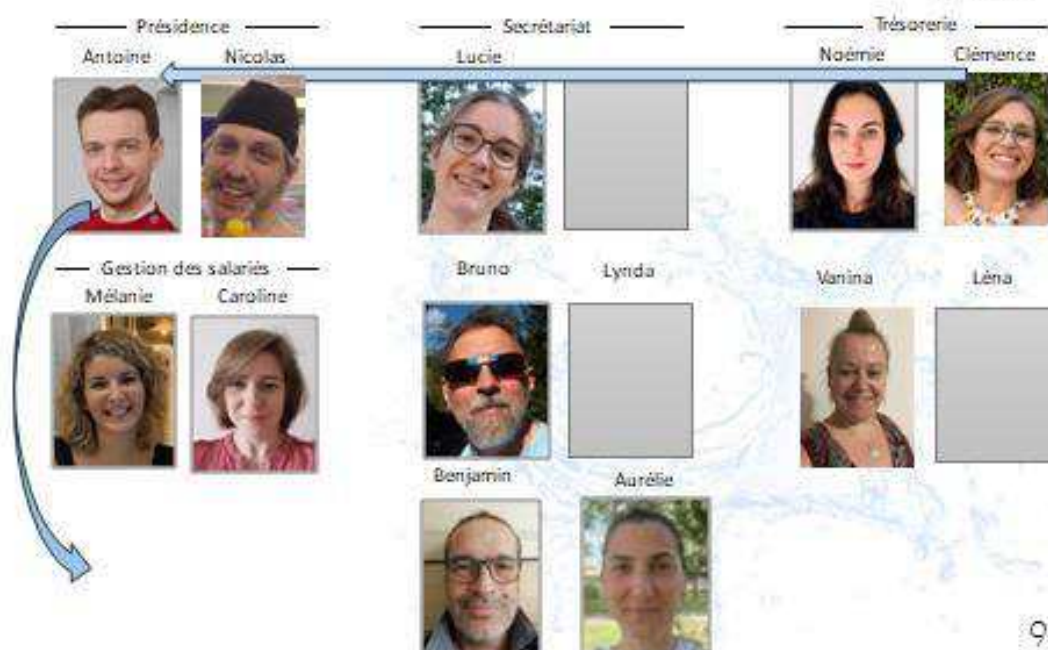 Présidence
Secrétariat
Trésorerie
Antoine
Nicolas
Lucie
Noémie
Clémence
Gestion des salariés
Mélanie
Caroline
Bruno
Lynda
Vanina
Léna
Benjamin
Aurélie
9